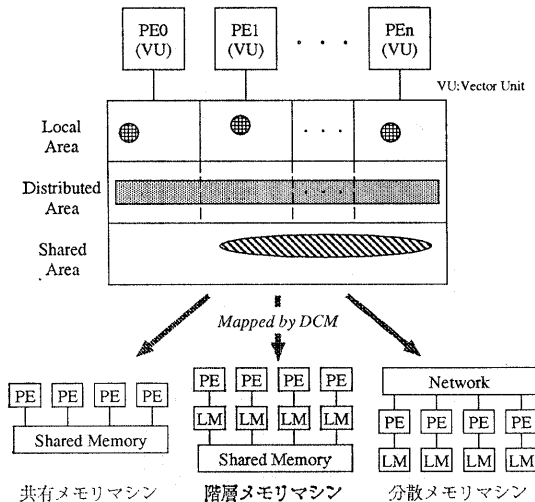 PE0 (VU) PE1 (VU) . . . PEn (VU)
VU:Vector Unit
Local Area
. . .
Distributed Area
. . .
Shared Area
Mapped by DCM
PE PE PE PE
Shared Memory
共有メモリマシン
PE PE PE PE
LM LM LM LM
Shared Memory
階層メモリマシン
Network
PE PE PE PE
LM LM LM LM
分散メモリマシン